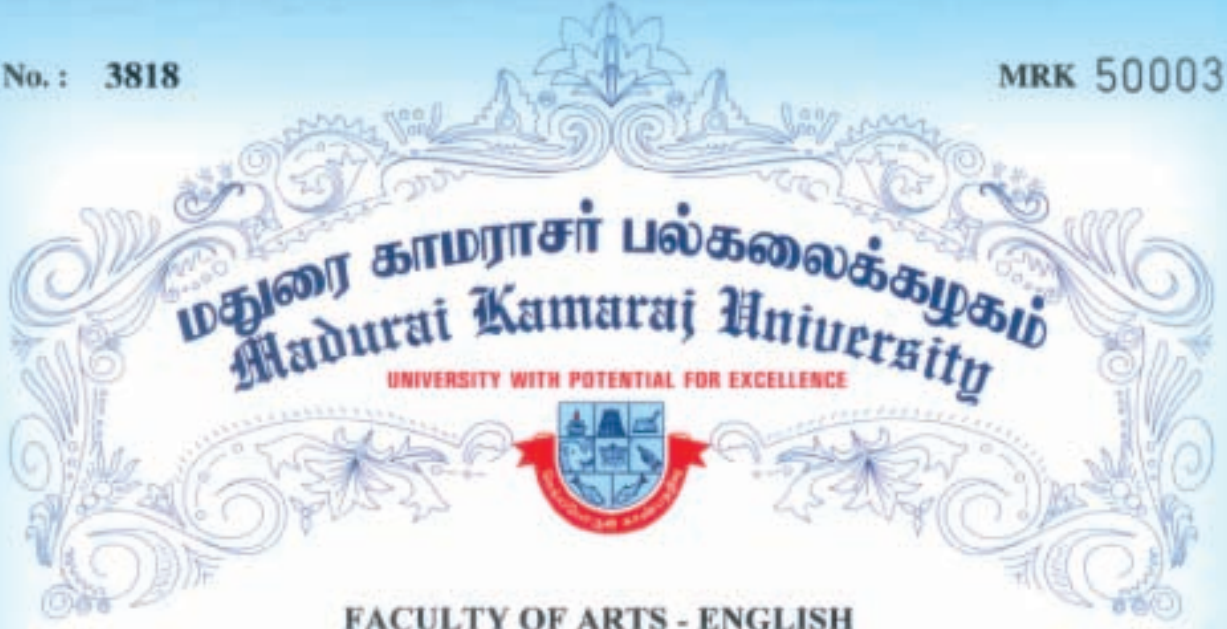 No. : 3818
MRK 50003
மதுரை காமராசர் பல்கலைக்கழகம்
Madurai Kamaraj University
UNIVERSITY WITH POTENTIAL FOR EXCELLENCE
FACULTY OF ARTS - ENGLISH